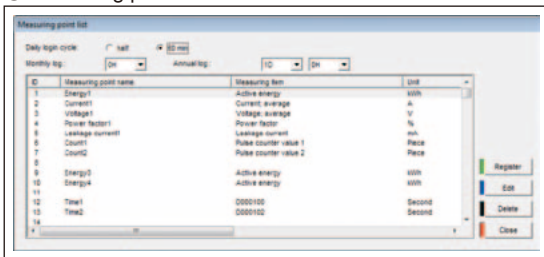 Measuring point list
Daily login cycle: half 60 min
Monthly log: 0H Annual log: 1D 0H
ID Measuring point name Measuring item Unit
1 Energy1 Active energy kWh
2 Current1 Current; average A
3 Voltage1 Voltage; average V
4 Power factor1 Power factor %
5 Leakage current1 Leakage current mA
6 Count1 Pulse counter value 1 Piece
7 Count2 Pulse counter value 2 Piece
8
9 Energy3 Active energy kWh
10 Energy4 Active energy kWh
11
12 Time1 D000100 Second
13 Time2 D000102 Second
14
Register
Edit
Delete
Close